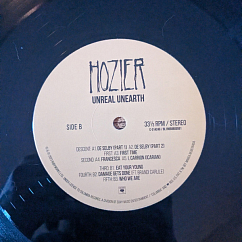 HOZIER
UNREAL UNEARTH
SIDE B
33⅓ RPM / STEREO
DESCENT A1. DE SELBY (PART 1) A2. DE SELBY (PART 2)
FIRST A3. FIRST TIME
SECOND A4. FRANCESCA A5. I, CARRION (ICARIAN)
THIRD B1. EAT YOUR YOUNG
FOURTH B2. DAMAGE GETS DONE (FT. BRANDI CARLILE)
FIFTH B3. WHO WE ARE